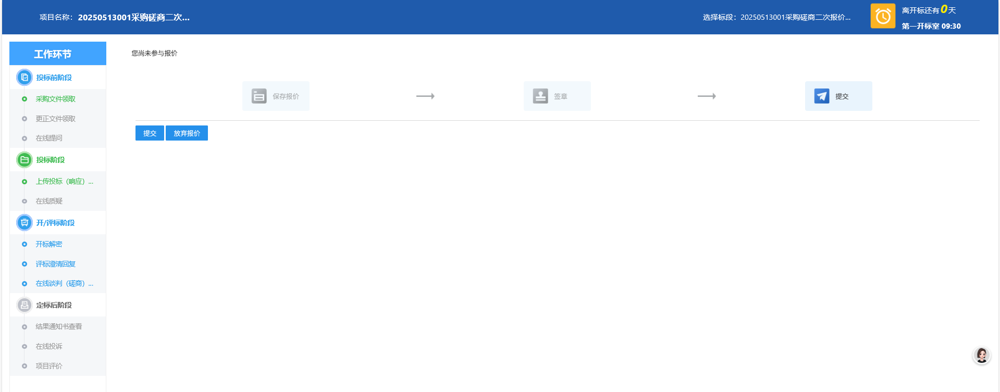 项目名称：20250513001采购磋商二次...
选择标段：20250513001采购磋商二次报价...
离开标还有0天
第一开标室 09:30
工作环节
投标前阶段
采购文件领取
更正文件领取
在线提问
投标阶段
上传投标（响应）...
在线质疑
开/评标阶段
开标解密
评标澄清回复
在线谈判（磋商）...
定标后阶段
结果通知书查看
在线投诉
项目评价
您尚未参与报价
保存报价
签章
提交
提交
放弃报价